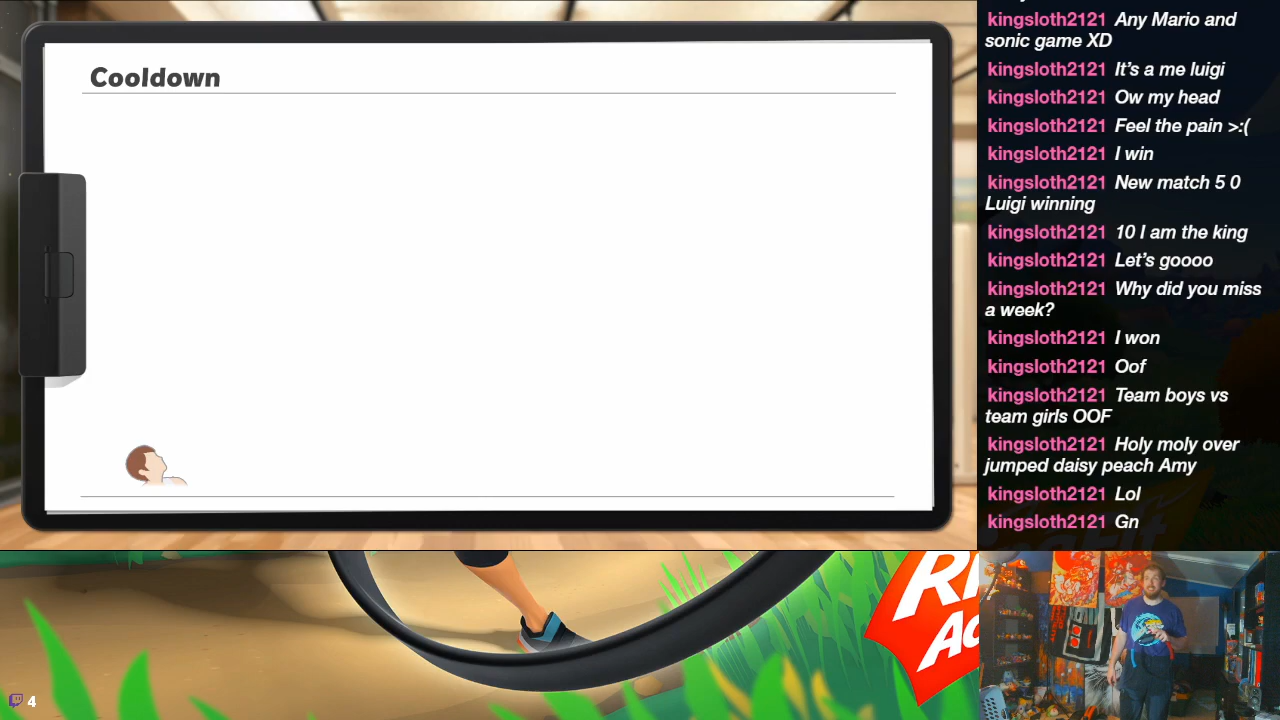 Cooldown
kingsloth2121 Any Mario and
sonic game XD
kingsloth2121 It's a me luigi
kingsloth2121 Ow my head
kingsloth2121 Feel the pain >:(
kingsloth2121 I win
kingsloth2121 New match 5 0
Luigi winning
kingsloth2121 10 I am the king
kingsloth2121 Let's goooo
kingsloth2121 Why did you miss
a week?
kingsloth2121 I won
kingsloth2121 Oof
kingsloth2121 Team boys vs
team girls OOF
kingsloth2121 Holy moly over
jumped daisy peach Amy
kingsloth2121 Lol
kingsloth2121 Gn
4